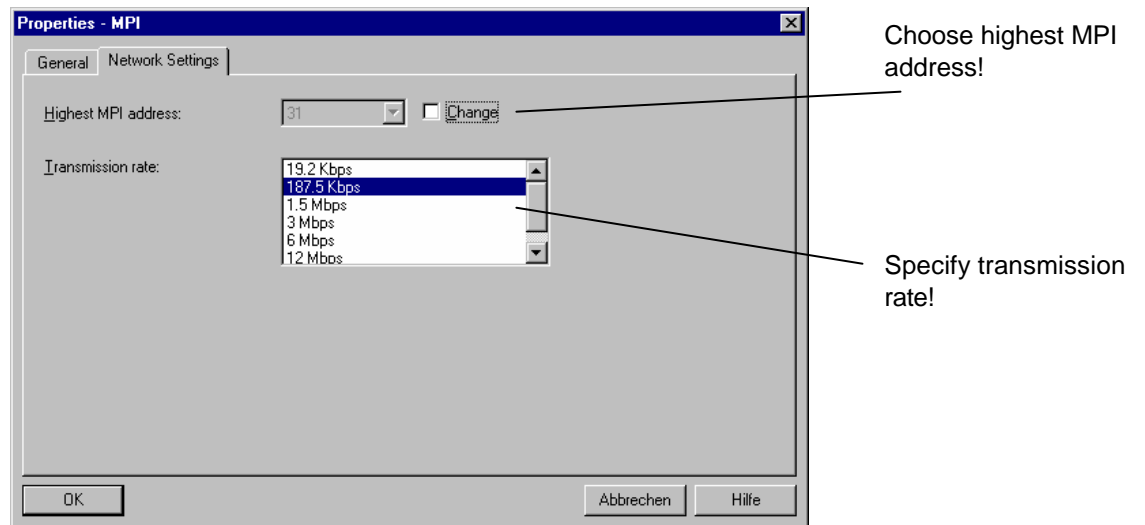 Properties - MPI
General Network Settings
Highest MPI address:
31
Change
Transmission rate:
19.2 Kbps
187.5 Kbps
1.5 Mbps
3 Mbps
6 Mbps
12 Mbps
OK
Abbrechen
Hilfe
Choose highest MPI
address!
Specify transmission
rate!